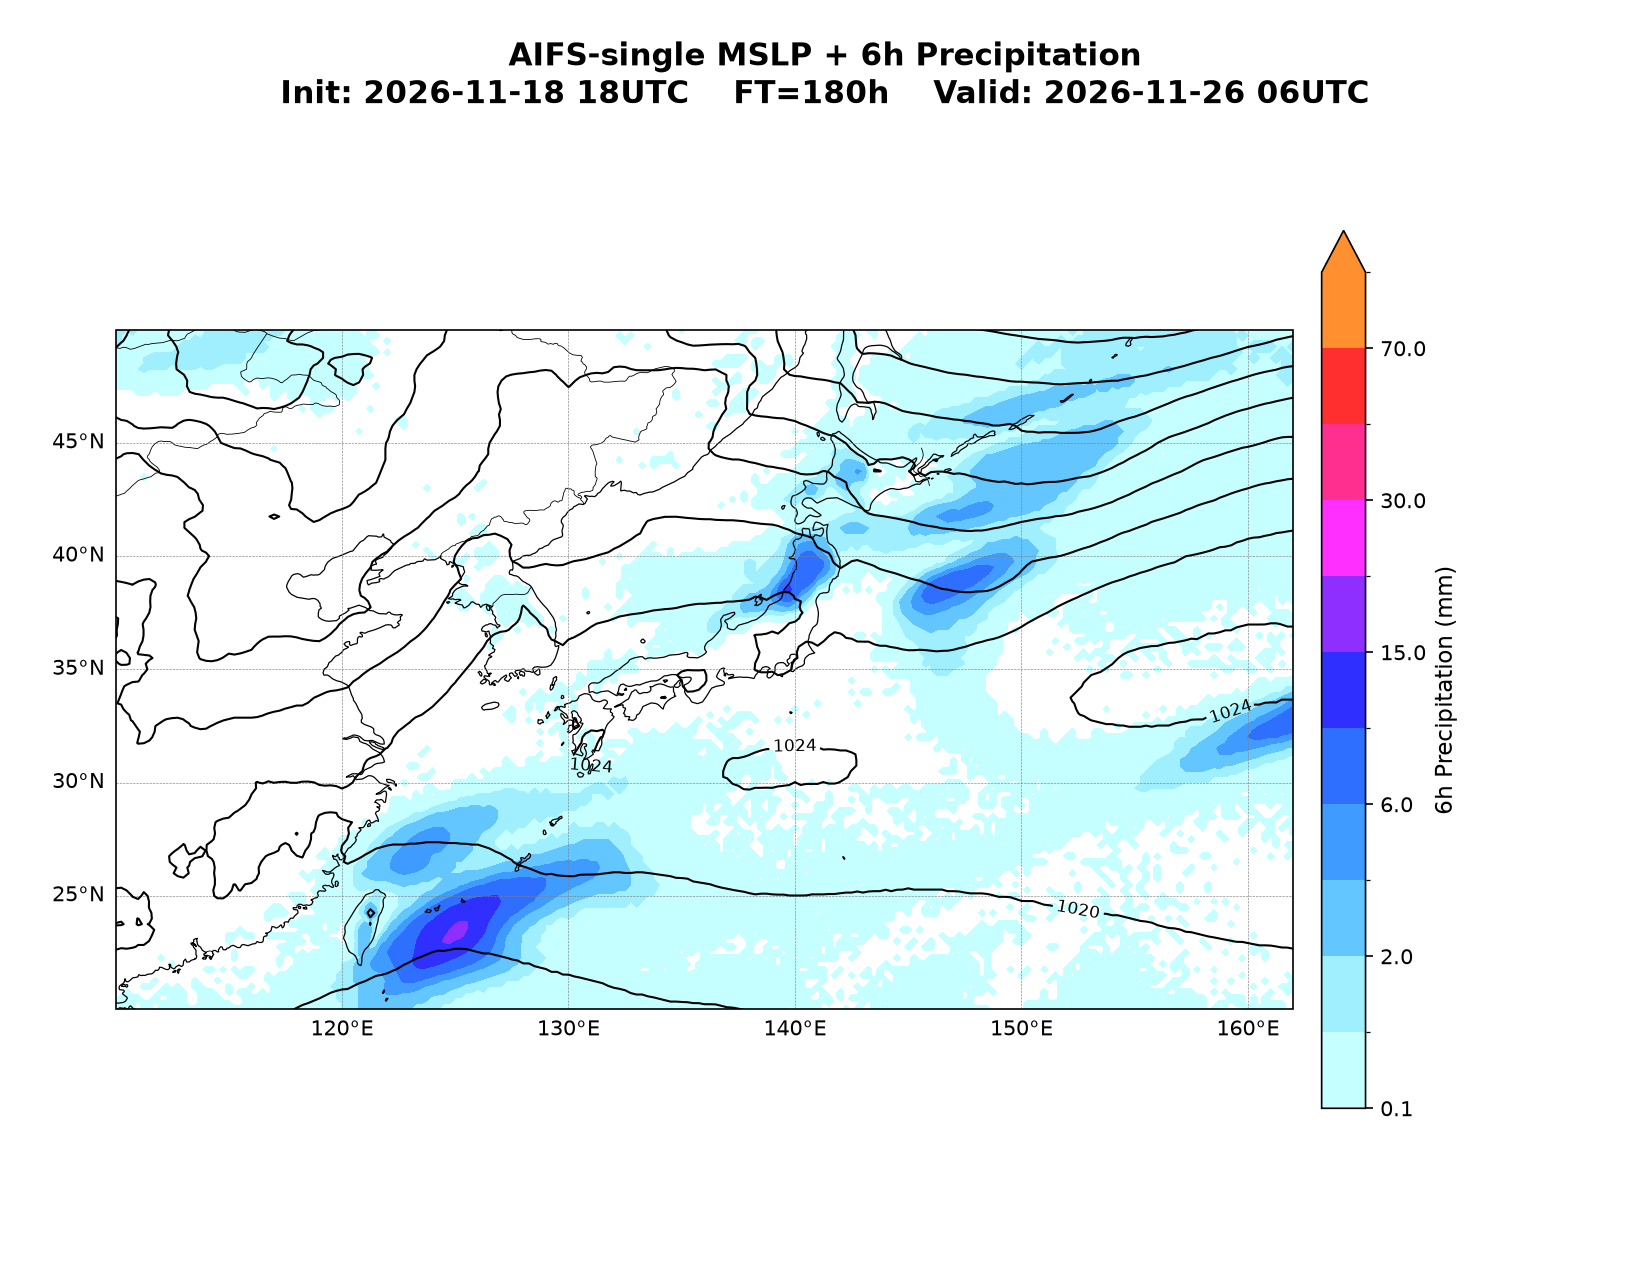 AIFS-single MSLP + 6h Precipitation
Init: 2026-11-18 18UTC    FT=180h    Valid: 2026-11-26 06UTC
70.0
45°N
40°N
30.0
35°N
15.0
1024
1024
1024
30°N
6.0
6h Precipitation (mm)
25°N
1020
2.0
120°E
130°E
140°E
150°E
160°E
0.1